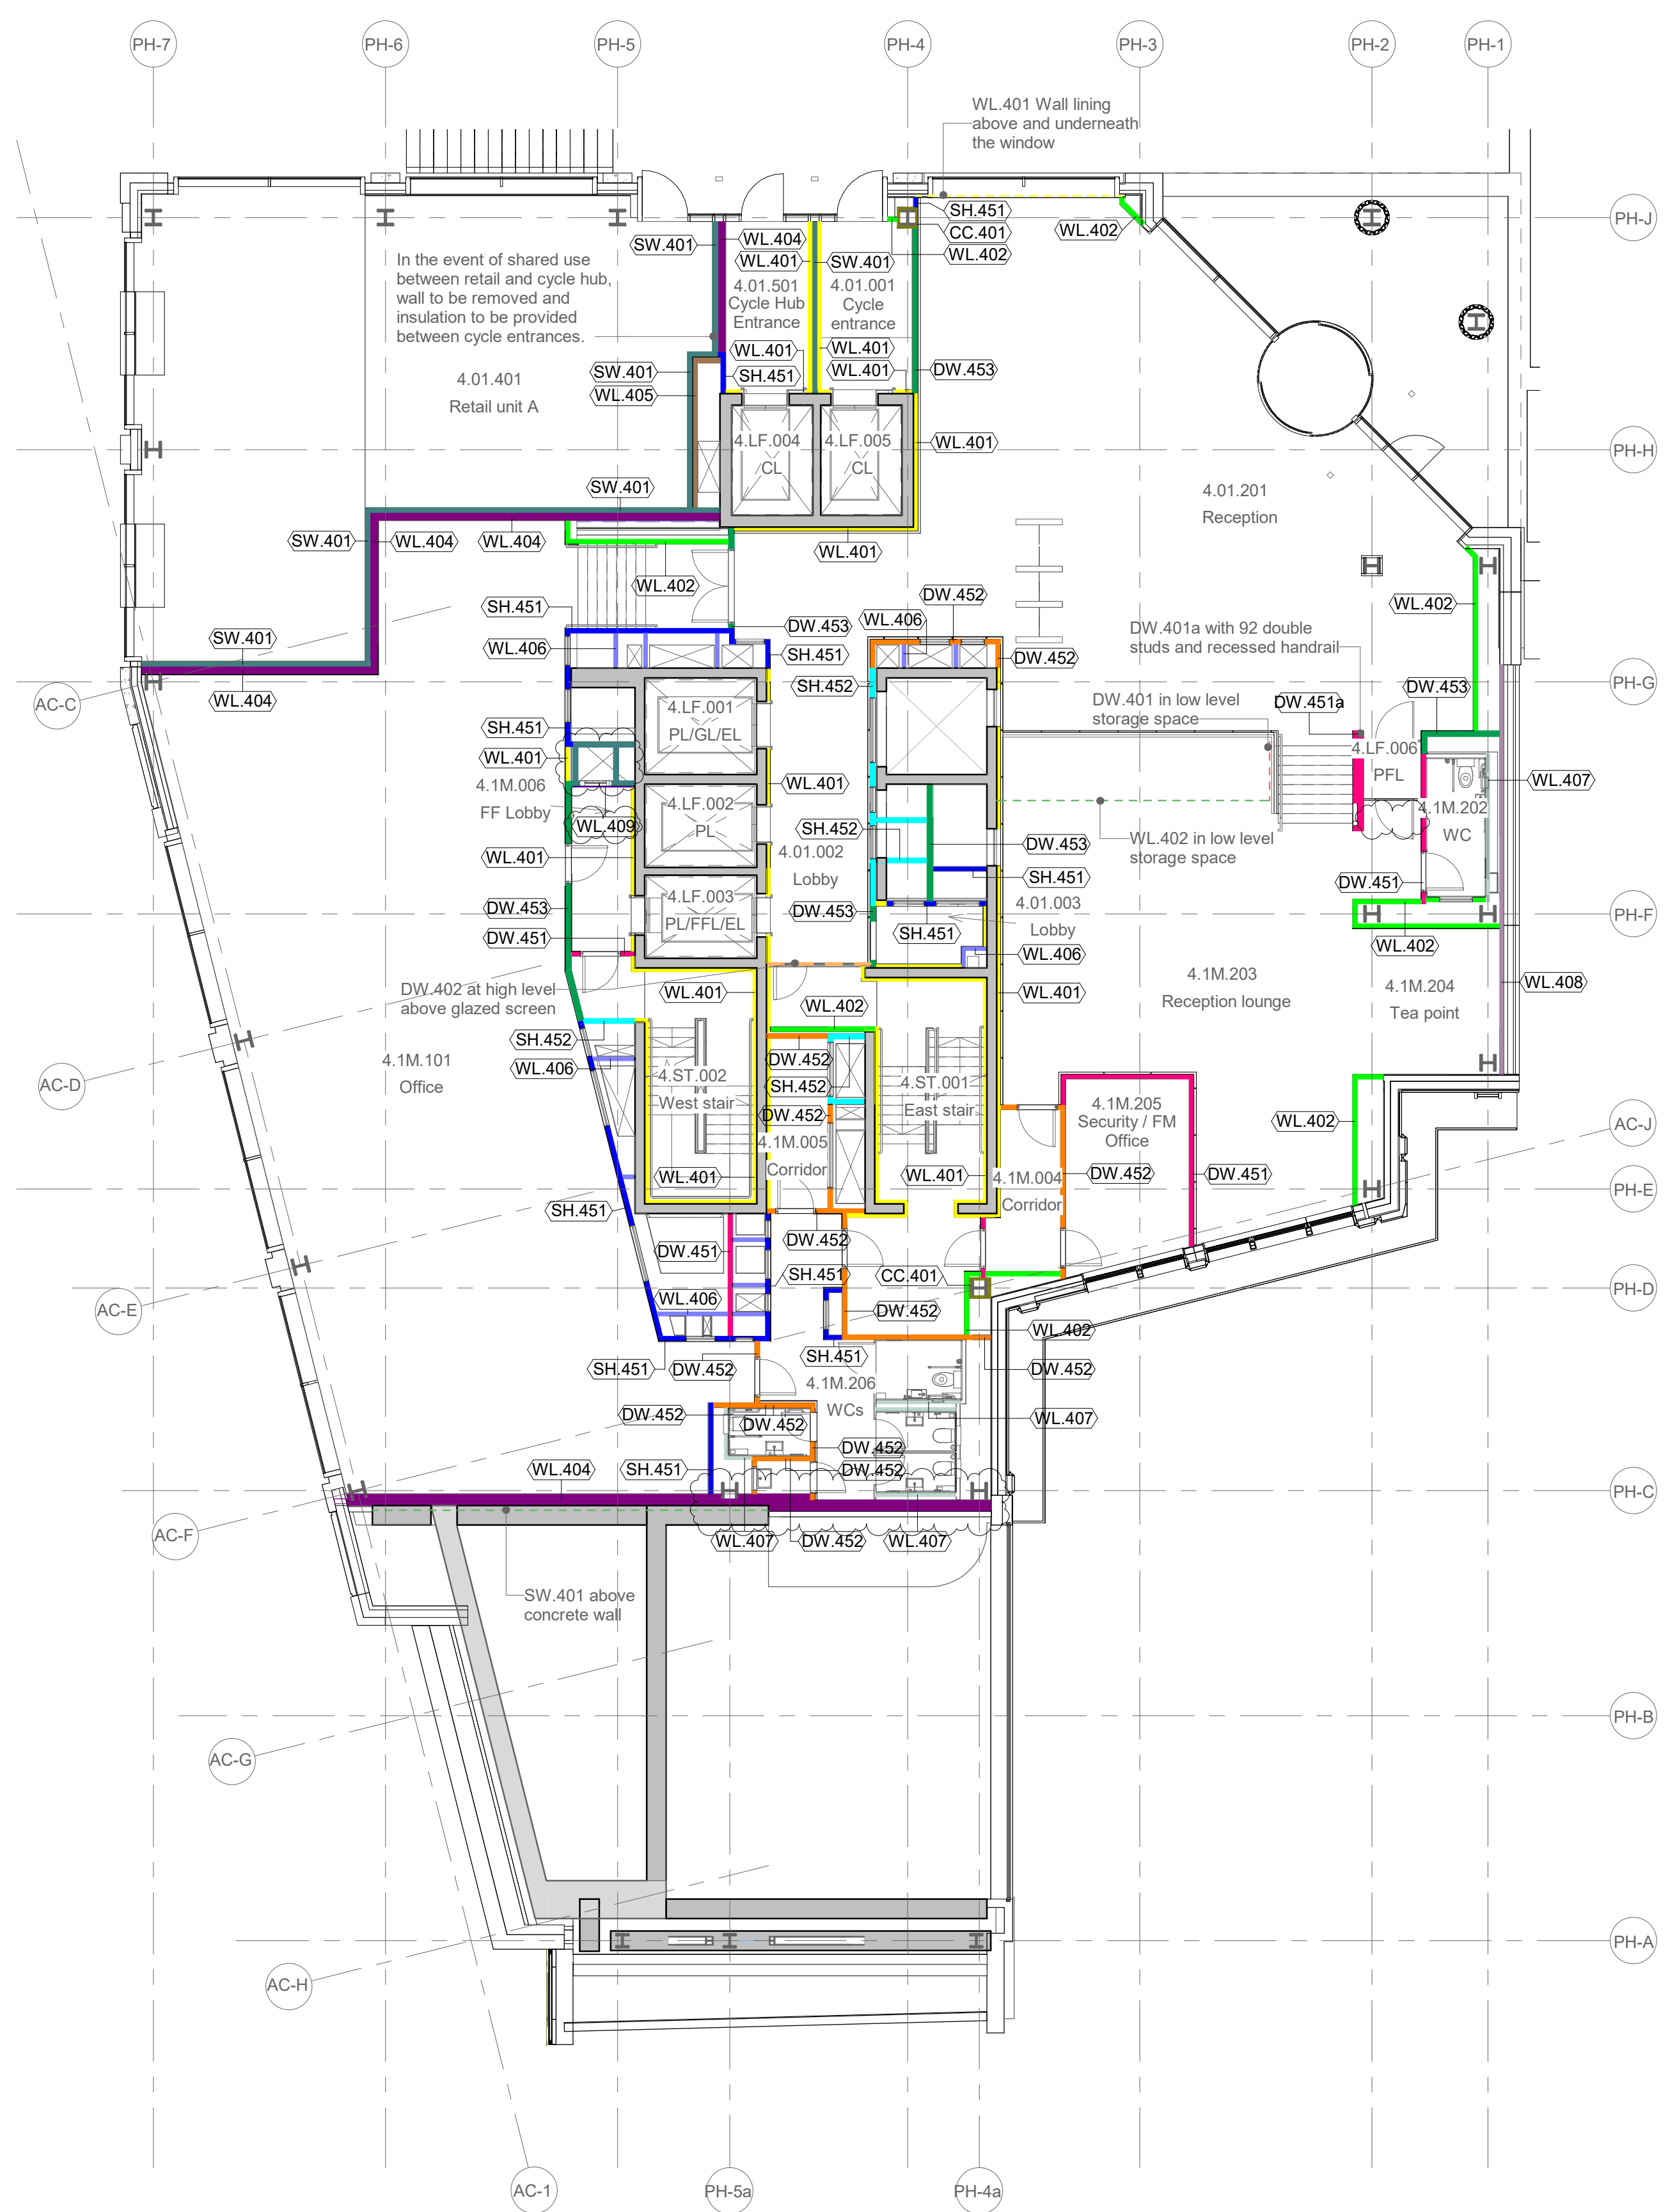 PH-7
PH-6
PH-5
PH-4
PH-3
PH-2
PH-1
WL.401 Wall lining
above and underneath
the window
SH.451
CC.401
WL.402
WL.402
PH-J
SW.401
WL.404
WL.401
SW.401
In the event of shared use
between retail and cycle hub,
wall to be removed and
insulation to be provided
between cycle entrances.
4.01.501
Cycle Hub
Entrance
4.01.001
Cycle
entrance
WL.401
WL.401
WL.401
SH.451
DW.453
SW.401
WL.405
4.01.401
Retail unit A
4.LF.004
CL
4.LF.005
CL
WL.401
PH-H
SW.401
4.01.201
Reception
SW.401
WL.404
WL.404
WL.401
WL.402
DW.452
WL.402
SH.451
WL.406
DW.453
DW.401a with 92 double
studs and recessed handrail
SW.401
WL.406
SH.451
DW.452
WL.404
AC-C
SH.452
PH-G
DW.453
DW.401 in low level
storage space
DW.451a
4.LF.001
PL/GL/EL
SH.451
WL.401
4.1M.006
FF Lobby
WL.401
4.LF.006
PFL
WL.407
4.LF.002
PL
WL.409
4.1M.202
WC
SH.452
WL.402 in low level
storage space
DW.453
4.01.002
Lobby
WL.401
SH.451
DW.451
4.LF.003
PL/FFL/EL
DW.453
DW.453
4.01.003
Lobby
PH-F
DW.451
SH.451
WL.402
WL.406
DW.402 at high level
above glazed screen
WL.401
WL.401
4.1M.203
Reception lounge
4.1M.204
Tea point
WL.408
WL.402
SH.452
4.1M.101
Office
WL.406
DW.452
SH.452
4.ST.002
West stair
4.ST.001
East stair
AC-D
DW.452
4.1M.205
Security / FM
Office
WL.402
AC-J
4.1M.005
Corridor
WL.401
WL.401
4.1M.004
Corridor
DW.452
DW.451
PH-E
SH.451
DW.451
DW.452
SH.451
CC.401
PH-D
AC-E
WL.406
DW.452
WL.402
SH.451
DW.452
SH.451
DW.452
4.1M.206
WCs
DW.452
DW.452
WL.407
DW.452
WL.404
SH.451
DW.452
PH-C
AC-F
WL.407
DW.452
WL.407
SW.401 above
concrete wall
PH-B
AC-G
PH-A
AC-H
AC-1
PH-5a
PH-4a